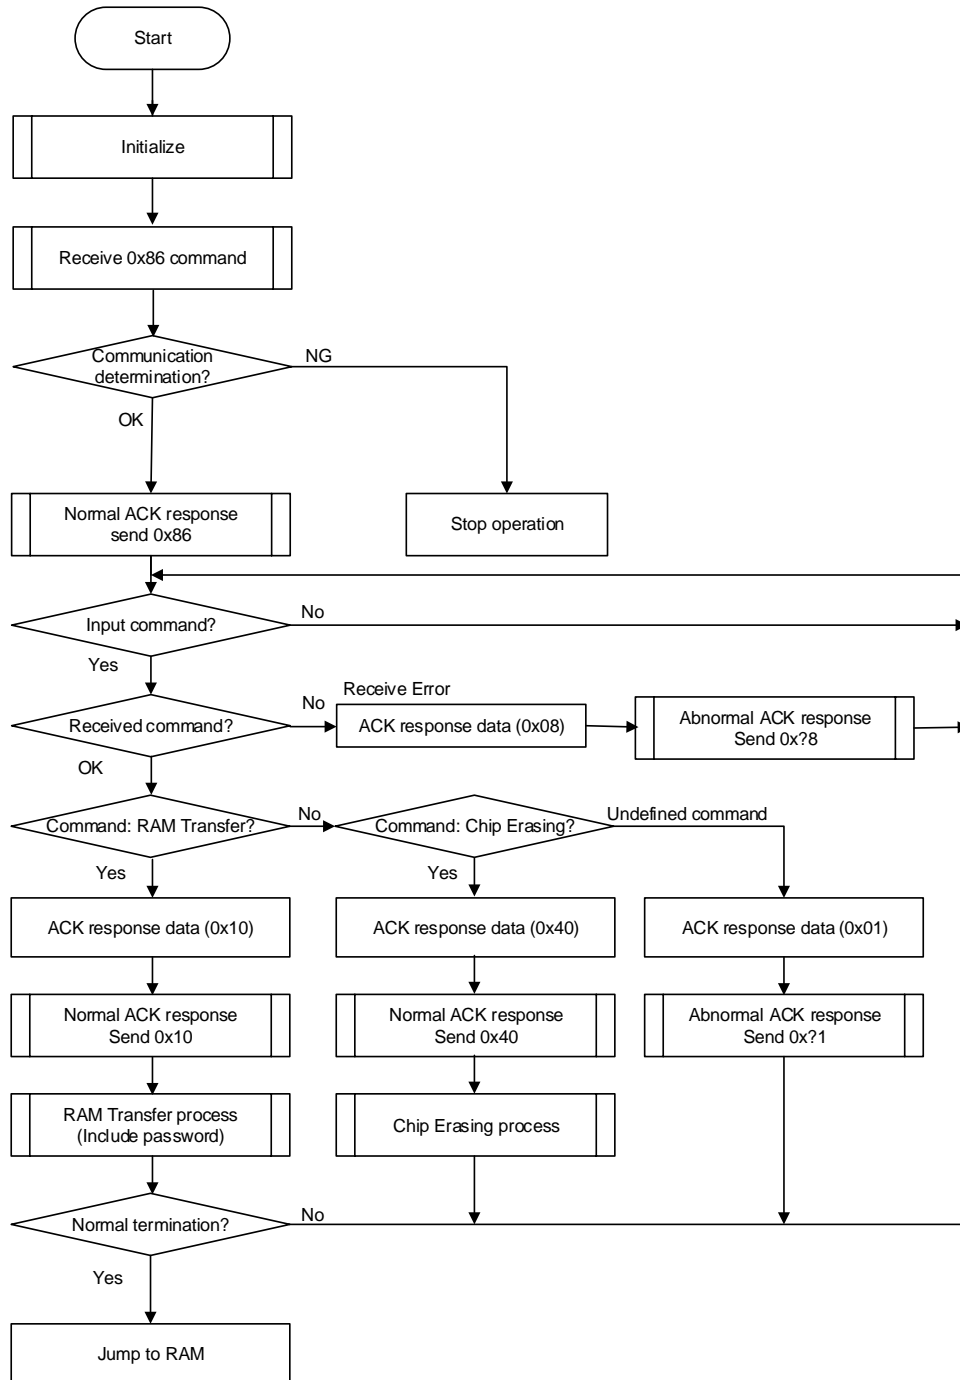 Start
Initialize
Receive 0x86 command
Communication
determination?
NG
OK
Normal ACK response
send 0x86
Stop operation
Input command?
No
Yes
Received command?
No
Receive Error
ACK response data (0x08)
Abnormal ACK response
Send 0x?8
OK
Command: RAM Transfer?
No
Command: Chip Erasing?
Undefined command
Yes
Yes
ACK response data (0x10)
ACK response data (0x40)
ACK response data (0x01)
Normal ACK response
Send 0x10
Normal ACK response
Send 0x40
Abnormal ACK response
Send 0x?1
RAM Transfer process
(Include password)
Chip Erasing process
Normal termination?
No
Yes
Jump to RAM